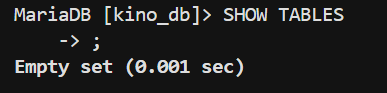 MariaDB [kino_db]> SHOW TABLES
    -> ;
Empty set (0.001 sec)